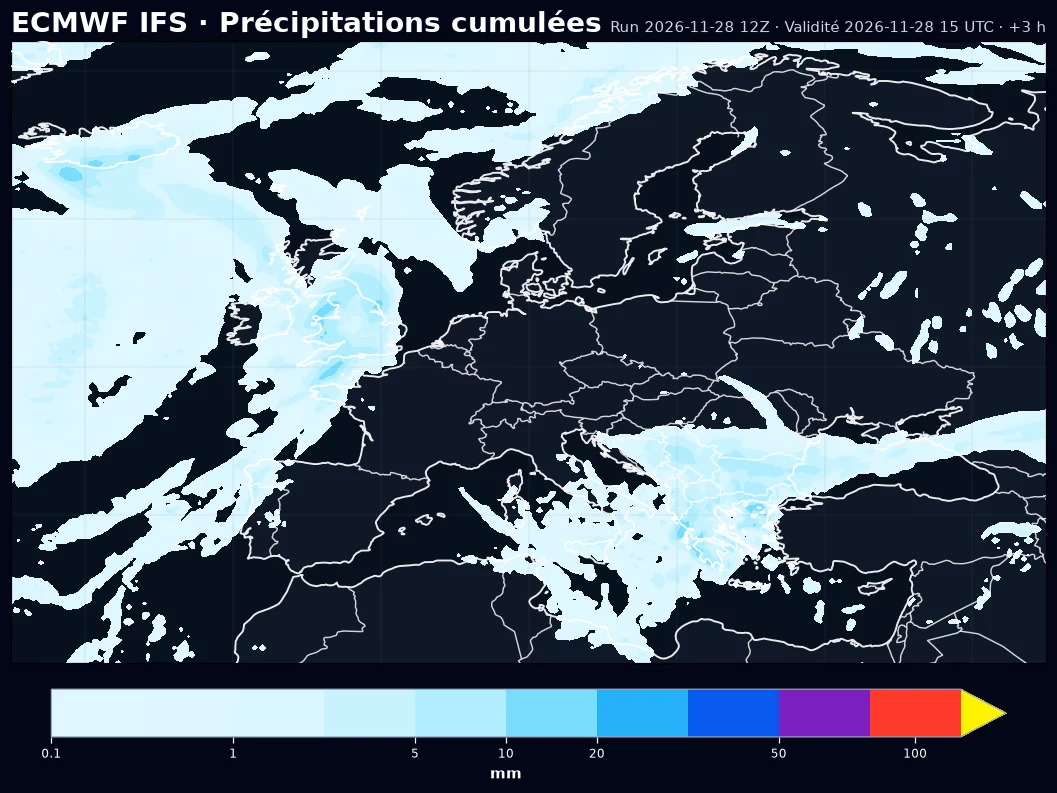 ECMWF IFS · Précipitations cumulées Run 2026-11-28 12Z · Validité 2026-11-28 15 UTC · +3 h
0.1 1 5 10 20 50 100
mm